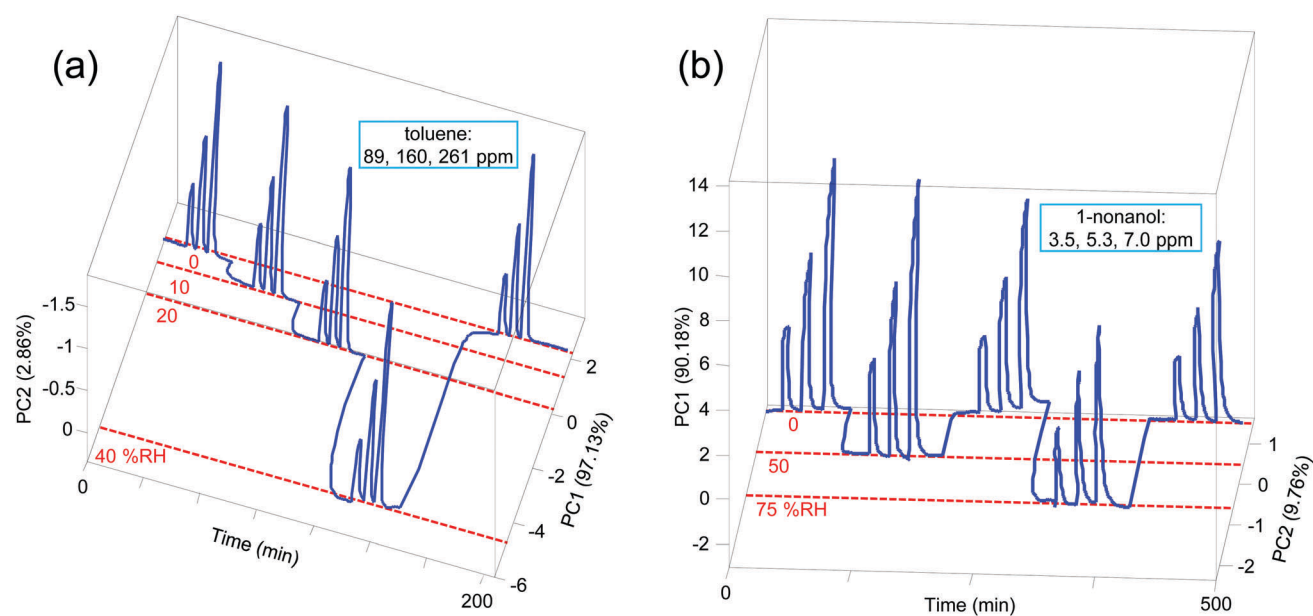 (a)
toluene:
89, 160, 261 ppm
0
10
20
40 %RH
-1.5
-1
-0.5
0
PC2 (2.86%)
0
200
Time (min)
2
0
-2
-4
-6
PC1 (97.13%)
(b)
1-nonanol:
3.5, 5.3, 7.0 ppm
14
12
10
8
6
4
2
0
-2
PC1 (90.18%)
0
50
75 %RH
0
500
Time (min)
1
0
-1
-2
PC2 (9.76%)